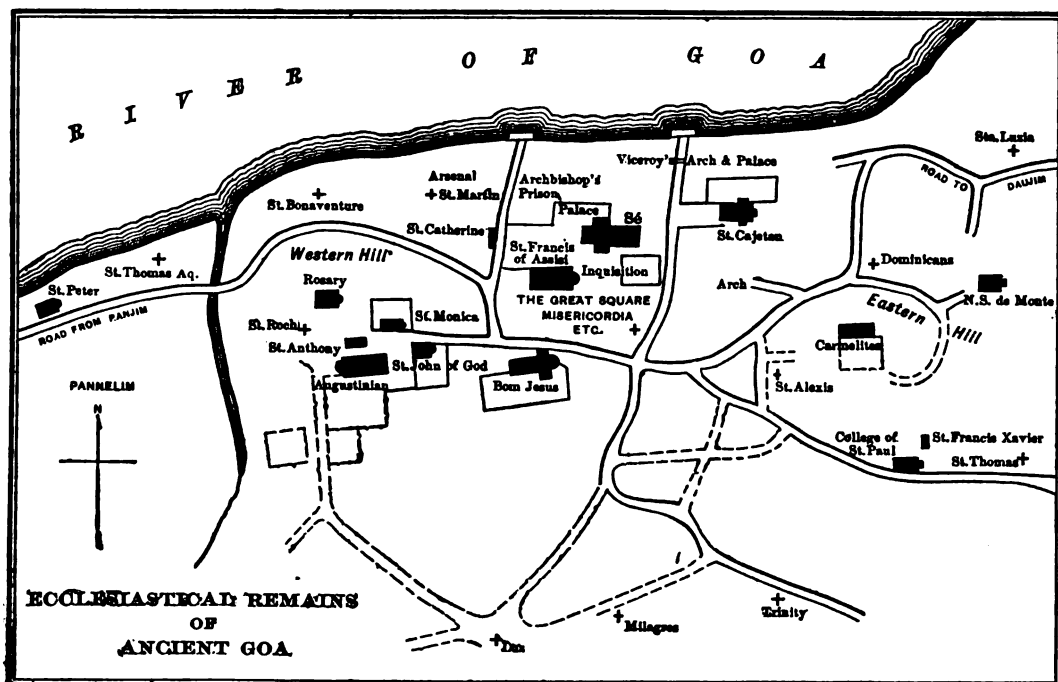 RIVER OF GOA
Sta. Luzia
ROAD TO DAUJIM
Viceroy's Arch & Palace
Arsenal
St. Martin
Archbishop's
Prison
Palace
Sé
St. Bonaventure
St. Catherine
St. Francis
of Assisi
Inquisition
St. Cajetan
Dominicans
Western Hill
St. Thomas Aq.
St. Peter
ROAD FROM PANJIM
Rosary
Arch
N.S. de Monte
Eastern Hill
THE GREAT SQUARE
MISERICORDIA
ETC.
St. Monica
St. Roch
St. Anthony
St. John of God
Augustinian
Bom Jesus
Carmelites
St. Alexis
PANNELIM
N
College of
St. Paul
St. Francis Xavier
St. Thomas
ECCLESIASTICAL REMAINS
OF
ANCIENT GOA
Milagres
Trinity